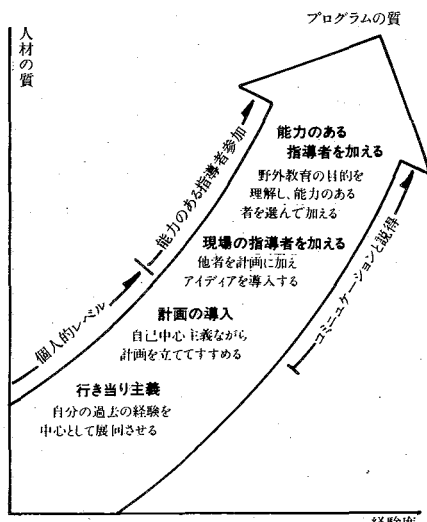 プログラムの質
人材の質
能力のある
指導者を加える
野外教育の目的を
理解し、能力のある
者を選んで加える
能力のある指導者参加
現場の指導者を加える
他者を計画に加え
アイディアを導入する
コミュニケーションと説得
個人的レベル
計画の導入
自己中心主義ながら
計画を立ててすすめる
行き当り主義
自分の過去の経験を
中心として展回させる
経験度